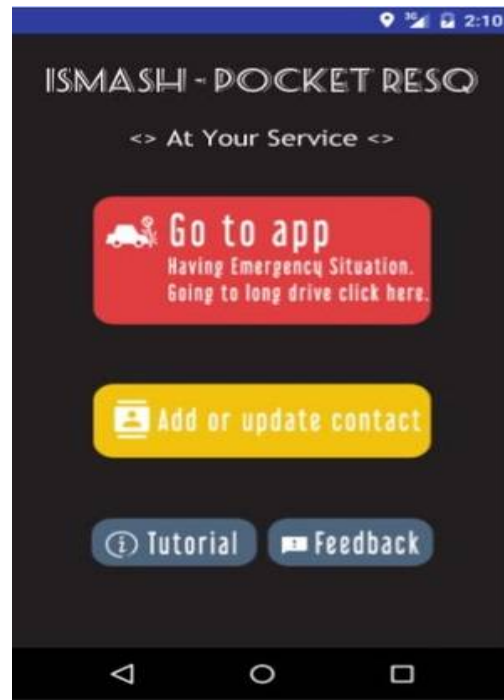 3G 2:10
ISMASH - POCKET RESQ
<> At Your Service <>
Go to app
Having Emergency Situation.
Going to long drive click here.
Add or update contact
Tutorial Feedback